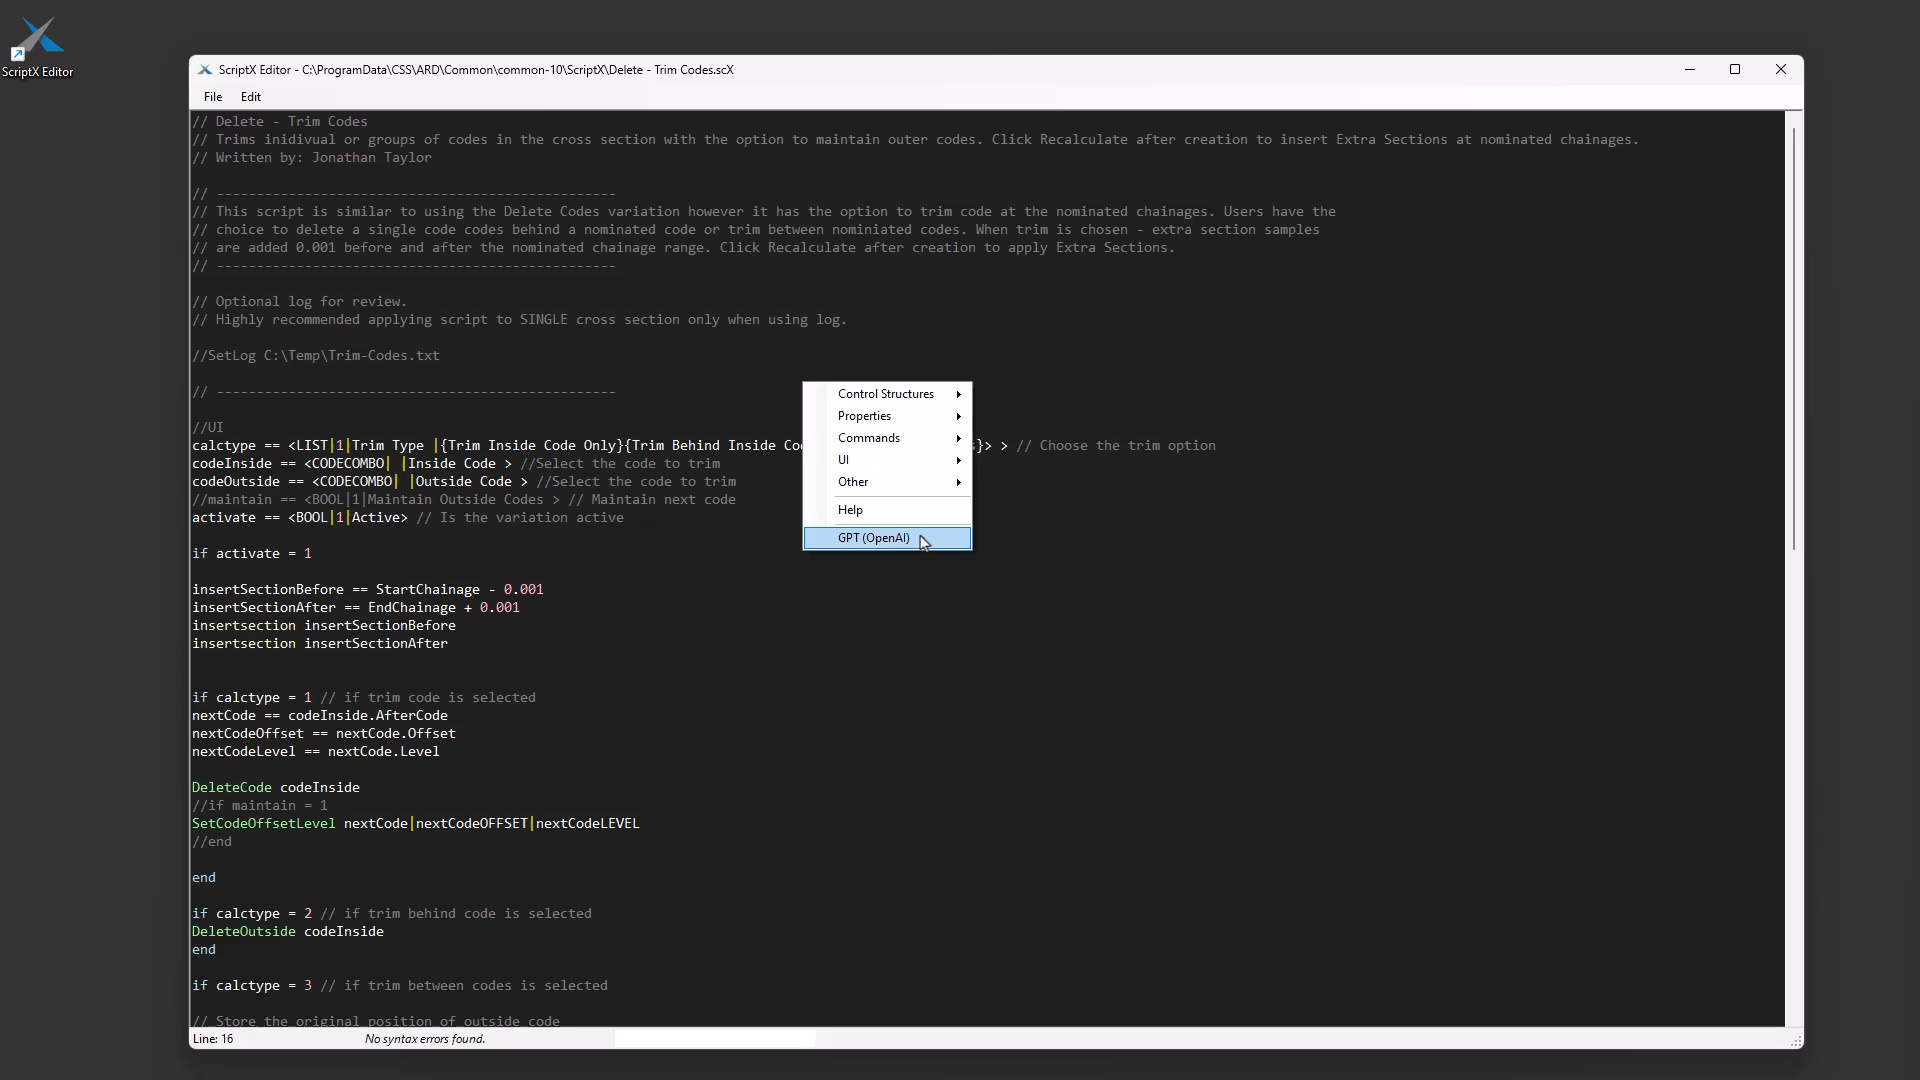 ScriptX Editor
ScriptX Editor - C:\ProgramData\CSS\ARD\Common\common-10\ScriptX\Delete - Trim Codes.scX
File Edit
// Delete - Trim Codes
// Trims inidivual or groups of codes in the cross section with the option to maintain outer codes. Click Recalculate after creation to insert Extra Sections at nominated chainages.
// Written by: Jonathan Taylor
// --------------------------------------------------
// This script is similar to using the Delete Codes variation however it has the option to trim code at the nominated chainages. Users have the
// choice to delete a single code codes behind a nominated code or trim between nominiated codes. When trim is chosen - extra section samples
// are added 0.001 before and after the nominated chainage range. Click Recalculate after creation to apply Extra Sections.
// --------------------------------------------------
// Optional log for review.
// Highly recommended applying script to SINGLE cross section only when using log.
//SetLog C:\Temp\Trim-Codes.txt
// --------------------------------------------------
//UI
calctype == <LIST|1|Trim Type |{Trim Inside Code Only}{Trim Behind Inside Co }> > // Choose the trim option
codeInside == <CODECOMBO| |Inside Code > //Select the code to trim
codeOutside == <CODECOMBO| |Outside Code > //Select the code to trim
//maintain == <BOOL|1|Maintain Outside Codes > // Maintain next code
activate == <BOOL|1|Active> // Is the variation active
if activate = 1
insertSectionBefore == StartChainage - 0.001
insertSectionAfter == EndChainage + 0.001
insertsection insertSectionBefore
insertsection insertSectionAfter
if calctype = 1 // if trim code is selected
nextCode == codeInside.AfterCode
nextCodeOffset == nextCode.Offset
nextCodeLevel == nextCode.Level
DeleteCode codeInside
//if maintain = 1
SetCodeOffsetLevel nextCode|nextCodeOFFSET|nextCodeLEVEL
//end
end
if calctype = 2 // if trim behind code is selected
DeleteOutside codeInside
end
if calctype = 3 // if trim between codes is selected
// Store the original position of outside code
Control Structures
Properties
Commands
UI
Other
Help
GPT (OpenAI)
Line: 16 No syntax errors found.